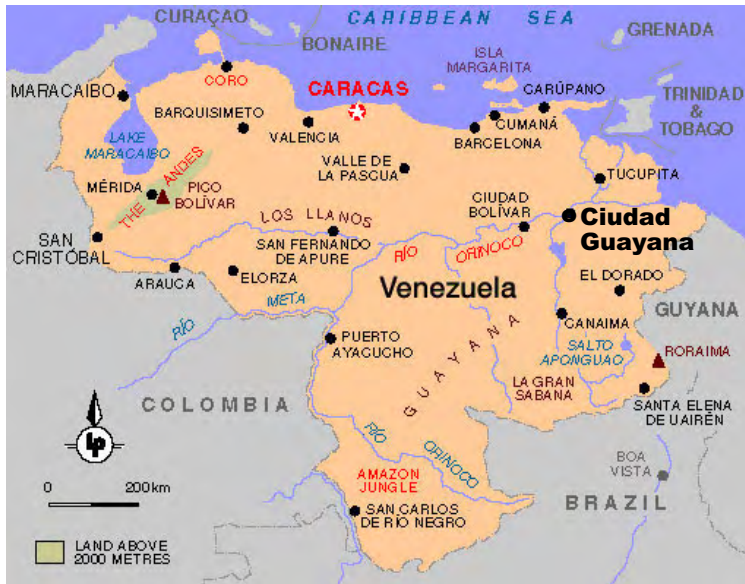 CURAÇAO
BONAIRE
CARIBBEAN SEA
GRENADA
ISLA
MARGARITA
CORO
CARACAS
CARÚPANO
MARACAIBO
TRINIDAD
&
TOBAGO
BARQUISIMETO
VALENCIA
CUMANÁ
BARCELONA
LAKE
MARACAIBO
VALLE DE
LA PASCUA
TUCUPITA
THE ANDES
MÉRIDA
PICO
BOLÍVAR
CIUDAD
BOLÍVAR
Ciudad
Guayana
LOS LLANOS
SAN
CRISTÓBAL
SAN FERNANDO
DE APURE
RÍO ORINOCO
ARAUCA
ELORZA
Venezuela
EL DORADO
RÍO META
GUYANA
CANAIMA
PUERTO
AYACUCHO
GUAYANA
SALTO
APONGUAO
RORAIMA
LA GRAN
SABANA
SANTA ELENA
DE UAIRÉN
COLOMBIA
Lp
RÍO ORINOCO
BOA
VISTA
0 200km
AMAZON
JUNGLE
BRAZIL
SAN CARLOS
DE RÍO NEGRO
LAND ABOVE
2000 METRES